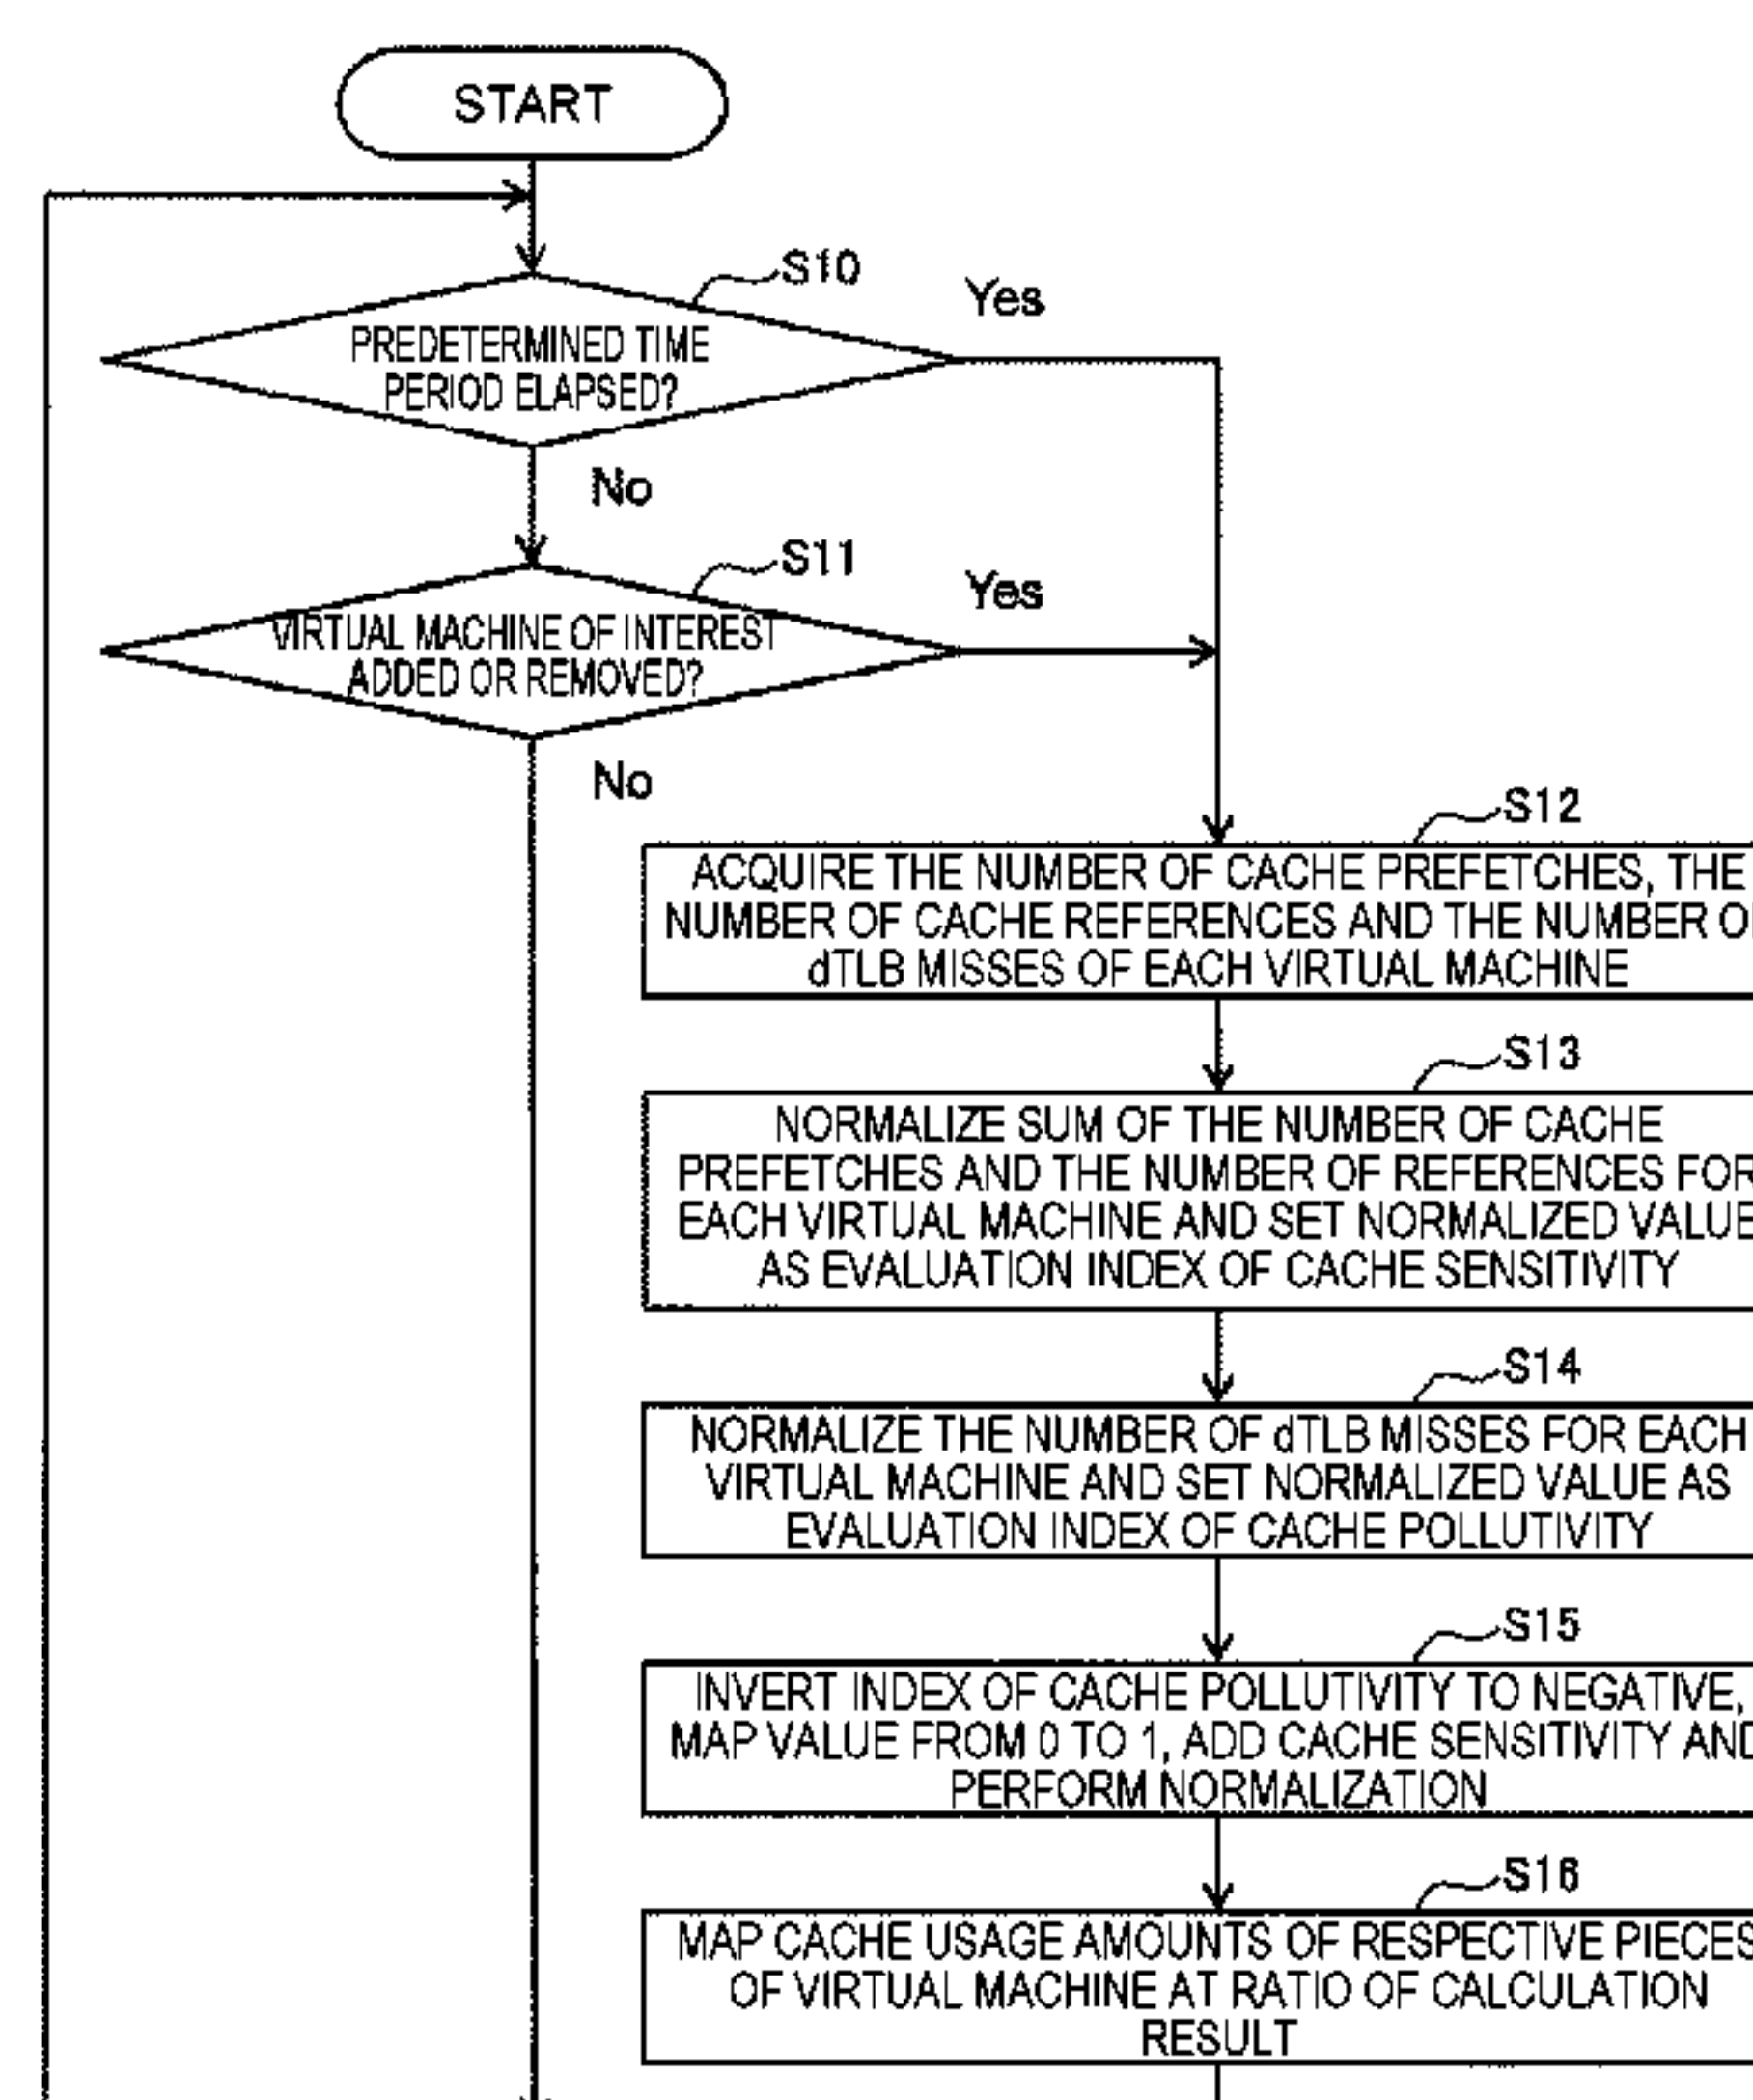 START
S10
Yes
PREDETERMINED TIME
PERIOD ELAPSED?
No
S11
Yes
VIRTUAL MACHINE OF INTEREST
ADDED OR REMOVED?
No
S12
ACQUIRE THE NUMBER OF CACHE PREFETCHES, THE
NUMBER OF CACHE REFERENCES AND THE NUMBER OF
dTLB MISSES OF EACH VIRTUAL MACHINE
S13
NORMALIZE SUM OF THE NUMBER OF CACHE
PREFETCHES AND THE NUMBER OF REFERENCES FOR
EACH VIRTUAL MACHINE AND SET NORMALIZED VALUE
AS EVALUATION INDEX OF CACHE SENSITIVITY
S14
NORMALIZE THE NUMBER OF dTLB MISSES FOR EACH
VIRTUAL MACHINE AND SET NORMALIZED VALUE AS
EVALUATION INDEX OF CACHE POLLUTIVITY
S15
INVERT INDEX OF CACHE POLLUTIVITY TO NEGATIVE,
MAP VALUE FROM 0 TO 1, ADD CACHE SENSITIVITY AND
PERFORM NORMALIZATION
S16
MAP CACHE USAGE AMOUNTS OF RESPECTIVE PIECES
OF VIRTUAL MACHINE AT RATIO OF CALCULATION
RESULT